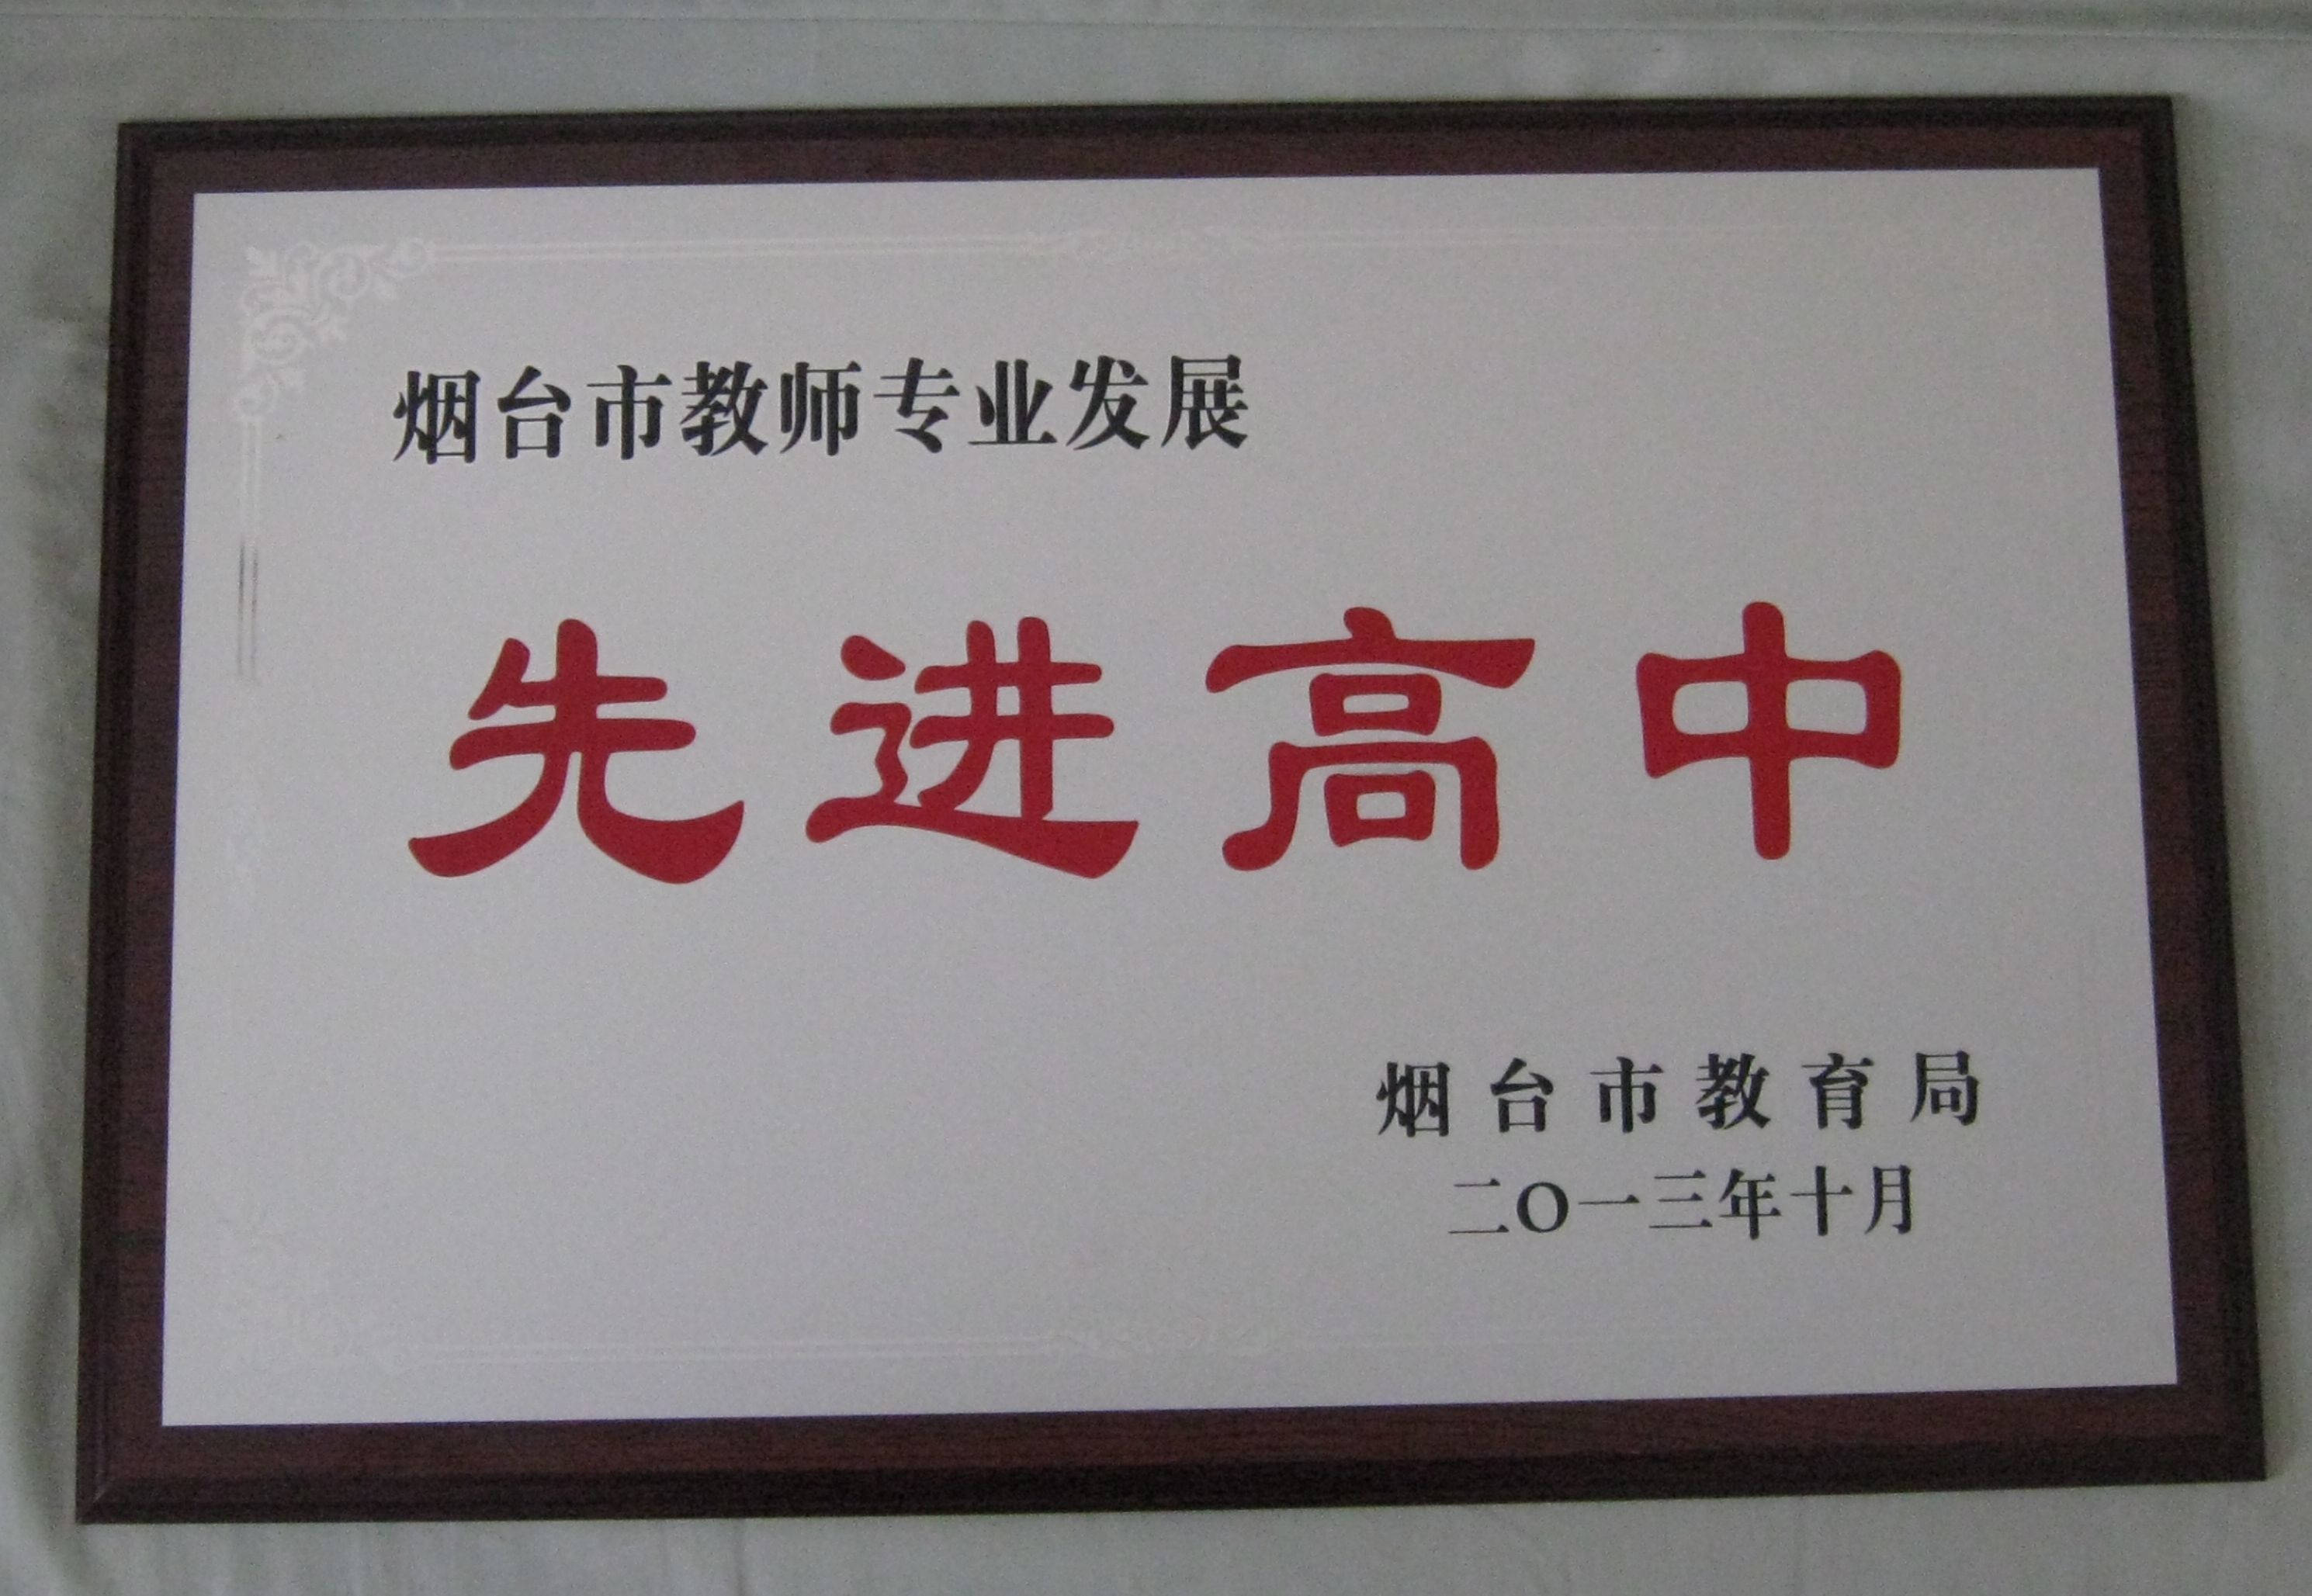 烟台市教师专业发展
先进高中
烟台市教育局
二〇一三年十月